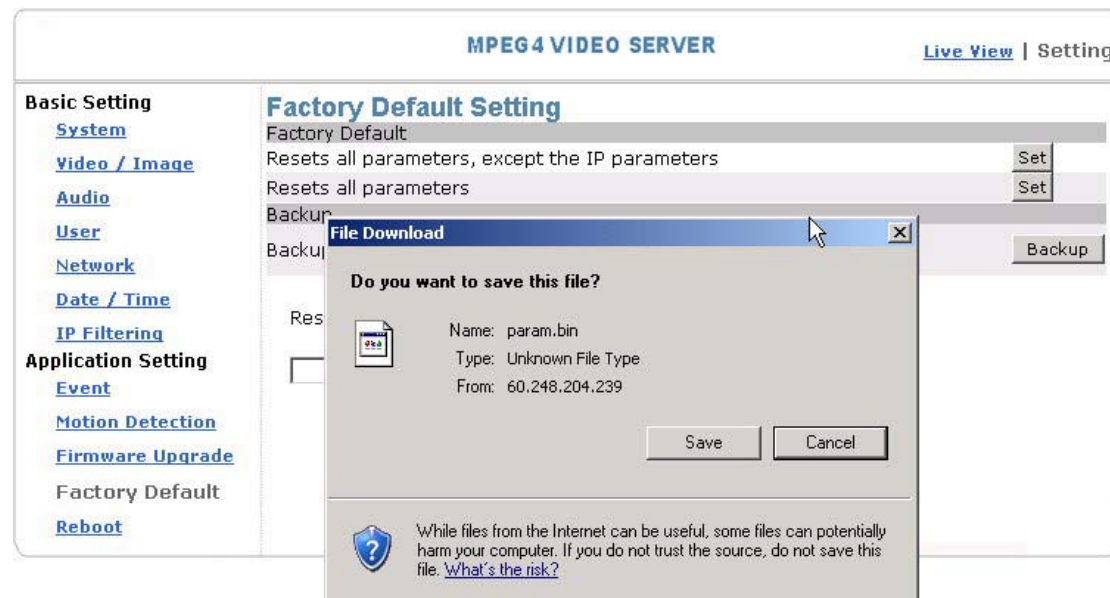 MPEG4 VIDEO SERVER
Live View | Setting
Basic Setting
System
Video / Image
Audio
User
Network
Date / Time
IP Filtering
Application Setting
Event
Motion Detection
Firmware Upgrade
Factory Default
Reboot
Factory Default Setting
Factory Default
Resets all parameters, except the IP parameters Set
Resets all parameters Set
Backup
Backup
Res
File Download
Do you want to save this file?
Name: param.bin
Type: Unknown File Type
From: 60.248.204.239
Save Cancel
While files from the Internet can be useful, some files can potentially
harm your computer. If you do not trust the source, do not save this
file. What's the risk?